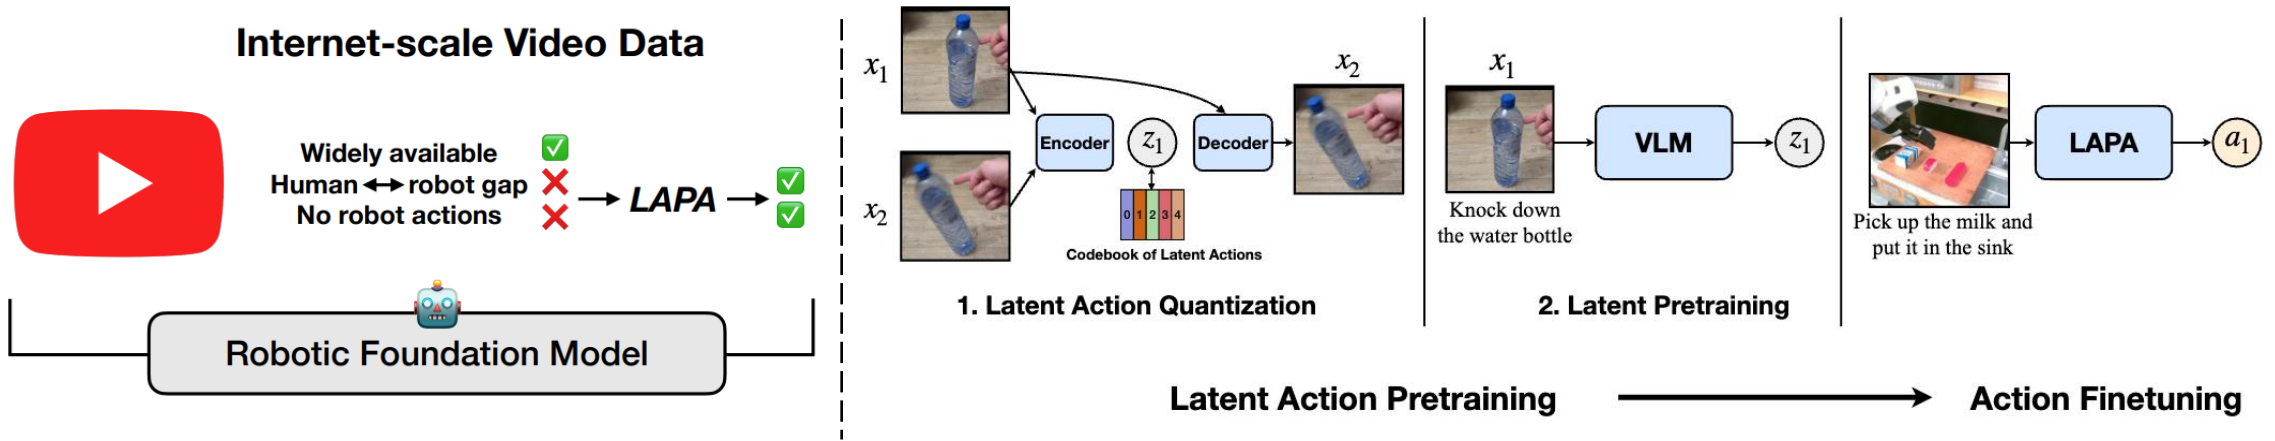 Internet-scale Video Data
Widely available
Human ↔ robot gap
No robot actions
LAPA
Robotic Foundation Model
x1
x2
Encoder
z1
Decoder
x2
0 1 2 3 4
Codebook of Latent Actions
1. Latent Action Quantization
x1
Knock down
the water bottle
VLM
z1
2. Latent Pretraining
Pick up the milk and
put it in the sink
LAPA
a1
Latent Action Pretraining
Action Finetuning